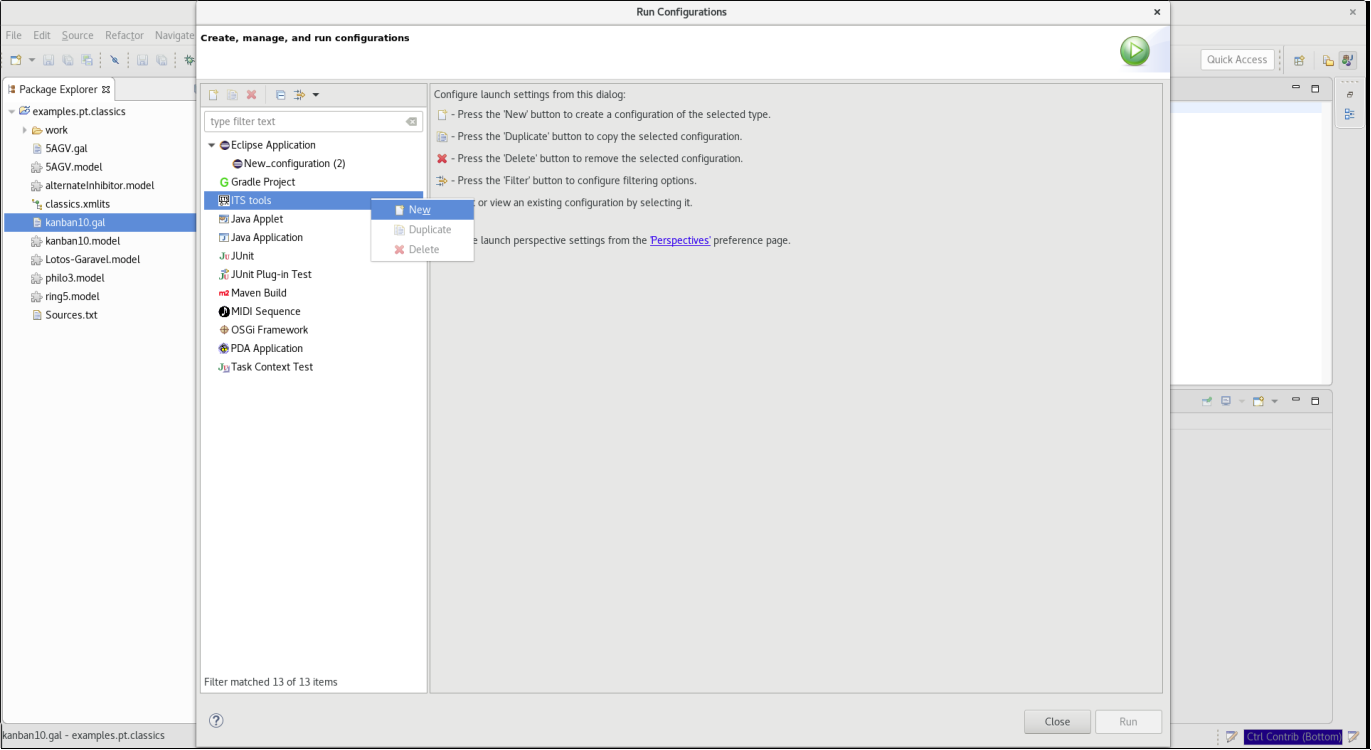 Run Configurations
File Edit Source Refactor Navigate
Create, manage, and run configurations
Quick Access
Package Explorer
examples.pt.classics
work
5AGV.gal
5AGV.model
alternateInhibitor.model
classics.xmlits
kanban10.gal
kanban10.model
Lotos-Garavel.model
philo3.model
ring5.model
Sources.txt
type filter text
Eclipse Application
New_configuration (2)
Gradle Project
ITS tools
Java Applet
Java Application
JUnit
JUnit Plug-in Test
Maven Build
MIDI Sequence
OSGi Framework
PDA Application
Task Context Test
Filter matched 13 of 13 items
New
Duplicate
Delete
Configure launch settings from this dialog:
- Press the 'New' button to create a configuration of the selected type.
- Press the 'Duplicate' button to copy the selected configuration.
- Press the 'Delete' button to remove the selected configuration.
- Press the 'Filter' button to configure filtering options.
or view an existing configuration by selecting it.
launch perspective settings from the 'Perspectives' preference page.
Close
Run
kanban10.gal - examples.pt.classics
Ctrl Contrib (Bottom)